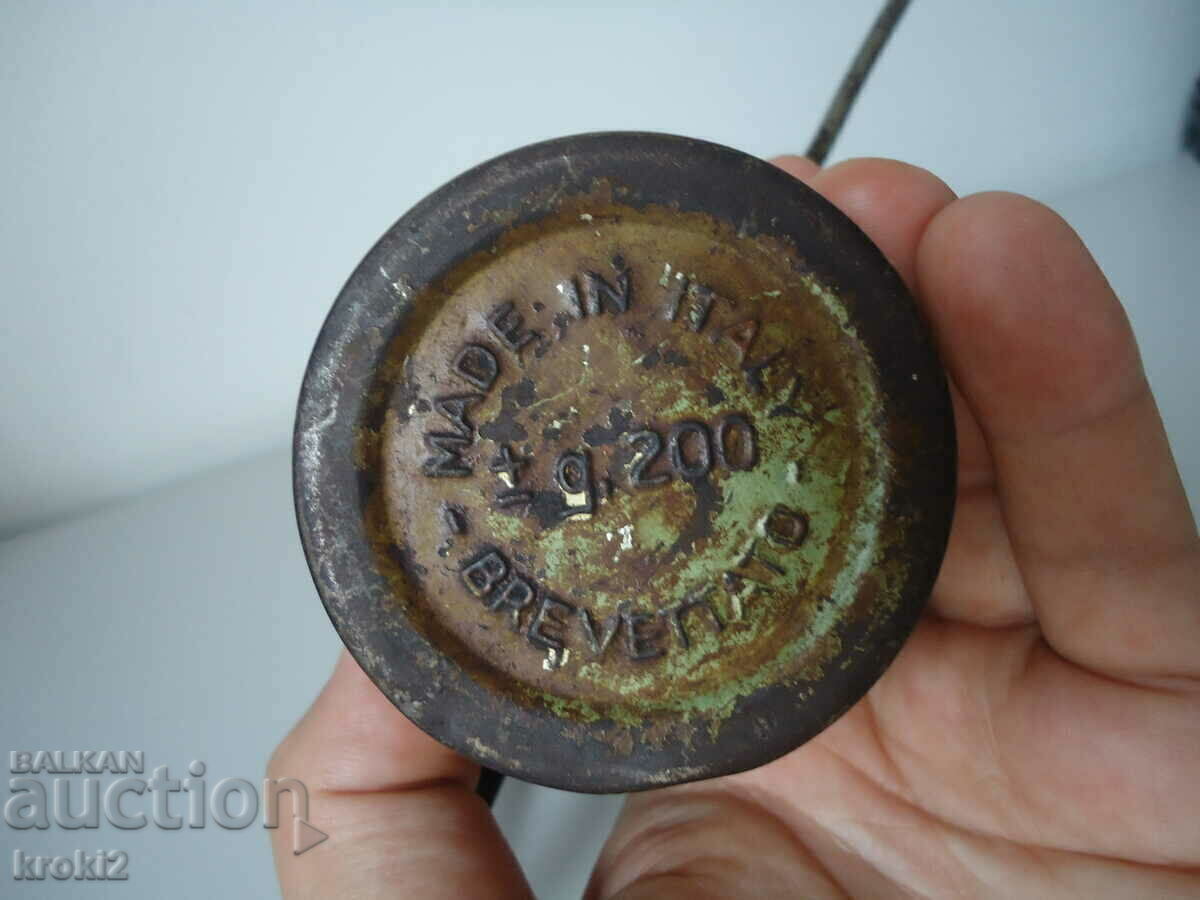 MADE IN ITALY
± g. 200
- BREVETTATO -
BALKAN
auction
kroki2